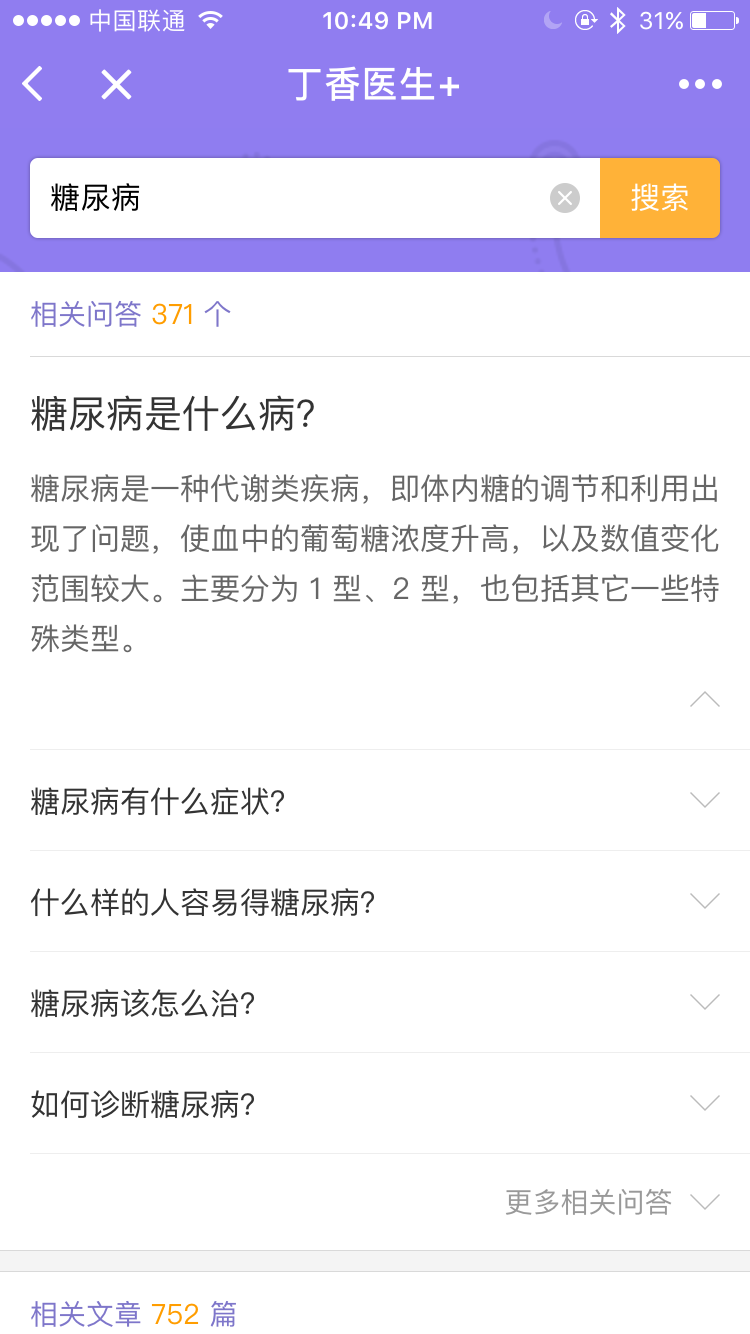 中国联通 10:49 PM 31%
丁香医生+
糖尿病 搜索
相关问答 371 个
糖尿病是什么病?
糖尿病是一种代谢类疾病，即体内糖的调节和利用出
现了问题，使血中的葡萄糖浓度升高，以及数值变化
范围较大。主要分为 1 型、2 型，也包括其它一些特
殊类型。
糖尿病有什么症状?
什么样的人容易得糖尿病?
糖尿病该怎么治?
如何诊断糖尿病?
更多相关问答
相关文章 752 篇